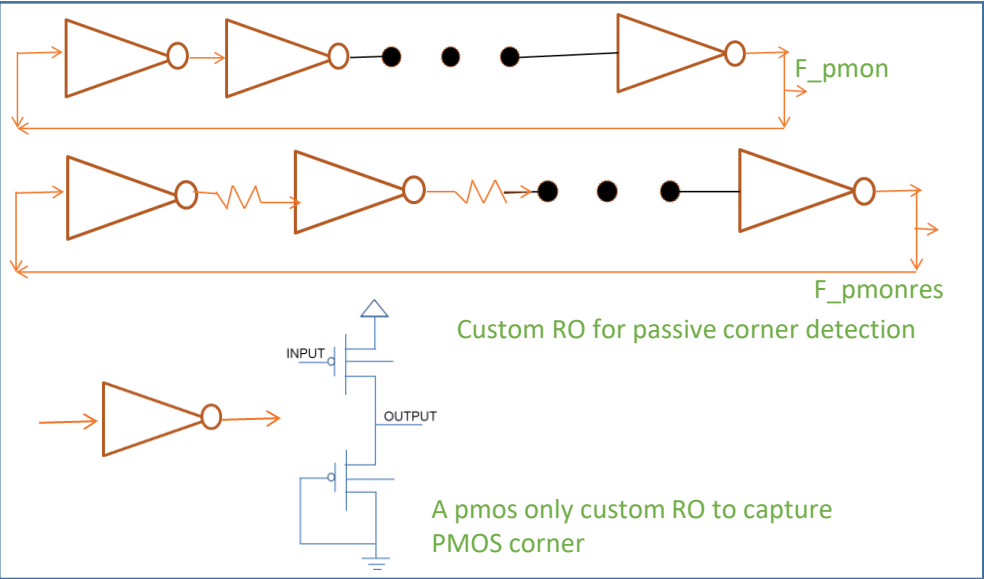 F_pmon
F_pmonres
Custom RO for passive corner detection
INPUT
OUTPUT
A pmos only custom RO to capture
PMOS corner